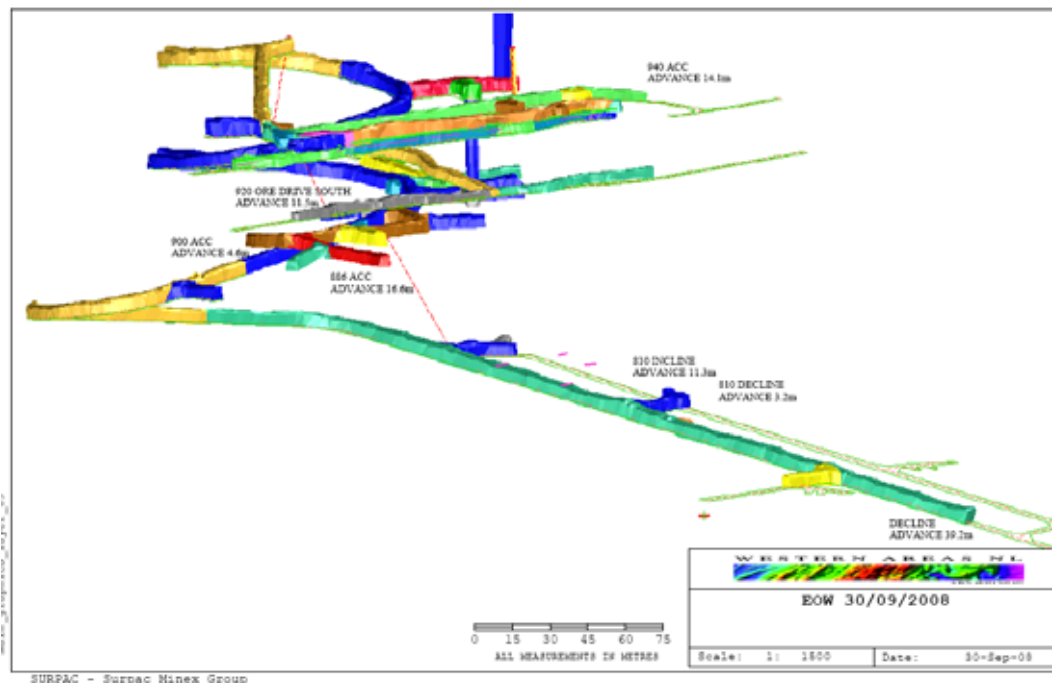 940 ACC
ADVANCE 14.8m
920 ORE DRIVE SOUTH
ADVANCE 11.5m
900 ACC
ADVANCE 4.6m
886 ACC
ADVANCE 16.6m
810 INCLINE
ADVANCE 11.3m
810 DECLINE
ADVANCE 3.2m
DECLINE
ADVANCE 39.2m
WESTERN AREAS NL
EOW 30/09/2008
0 15 30 45 60 75
ALL MEASUREMENTS IN METRES
Scale: 1: 1500
Date: 30-Sep-08
SURPAC - Surpac Minex Group